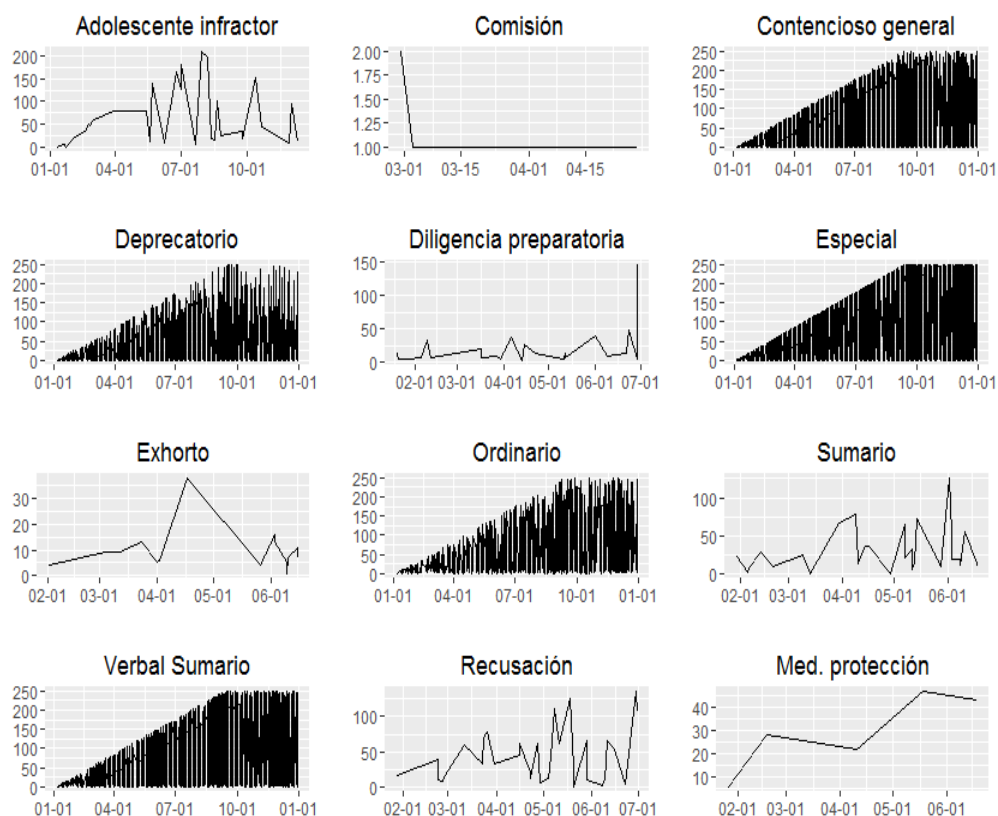 Adolescente infractor
200
150
100
50
0
01-01 04-01 07-01 10-01
Comisión
2.00
1.75
1.50
1.25
1.00
03-01 03-15 04-01 04-15
Contencioso general
250
200
150
100
50
0
01-01 04-01 07-01 10-01 01-01
Deprecatorio
250
200
150
100
50
0
01-01 04-01 07-01 10-01 01-01
Diligencia preparatoria
150
100
50
0
02-01 03-01 04-01 05-01 06-01 07-01
Especial
250
200
150
100
50
0
01-01 04-01 07-01 10-01 01-01
Exhorto
30
20
10
0
02-01 03-01 04-01 05-01 06-01
Ordinario
250
200
150
100
50
0
01-01 04-01 07-01 10-01 01-01
Sumario
100
50
0
02-01 03-01 04-01 05-01 06-01
Verbal Sumario
250
200
150
100
50
0
01-01 04-01 07-01 10-01 01-01
Recusación
100
50
0
02-01 03-01 04-01 05-01 06-01 07-01
Med. protección
40
30
20
10
02-01 03-01 04-01 05-01 06-01